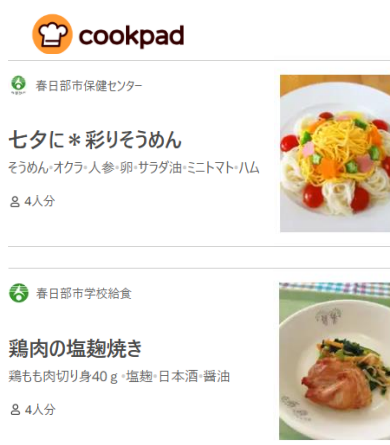 cookpad
春日部市保健センター
七夕に＊彩りそうめん
そうめん•オクラ•人参•卵•サラダ油•ミニトマト•ハム
4人分
春日部市学校給食
鶏肉の塩麹焼き
鶏もも肉切り身40ｇ•塩麹•日本酒•醤油
4人分